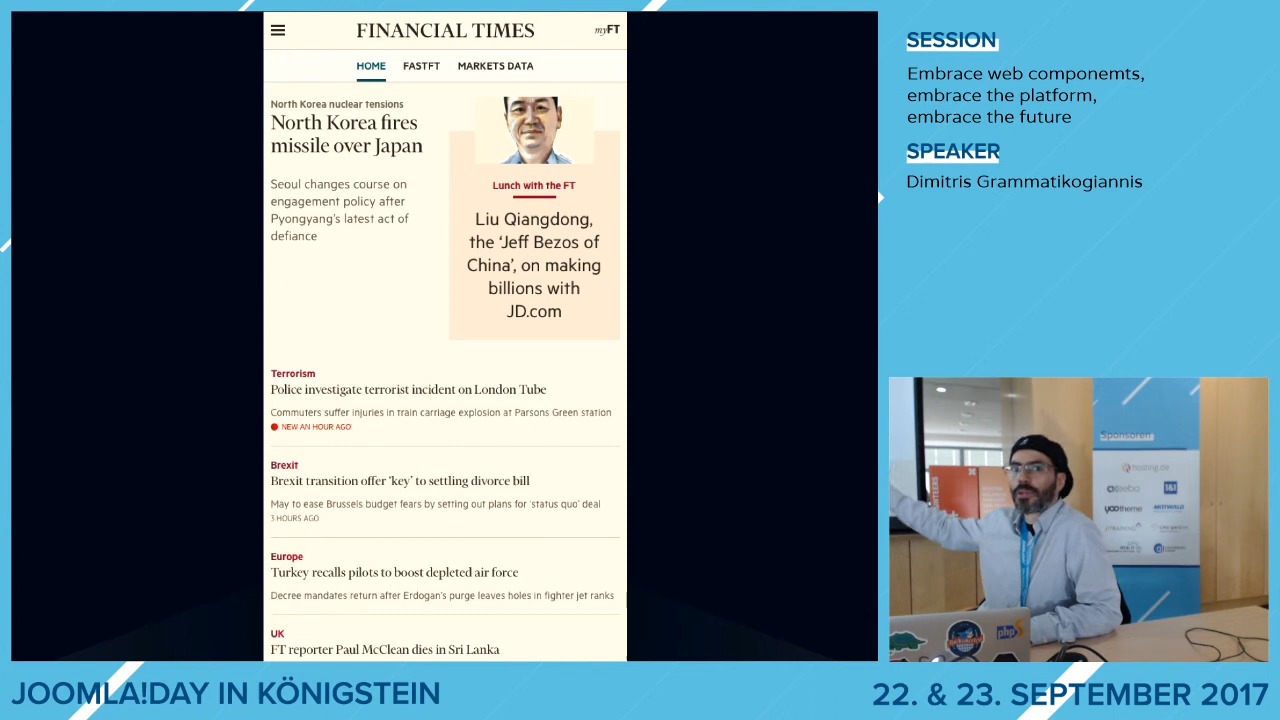 FINANCIAL TIMES
myFT
HOME FASTFT MARKETS DATA
North Korea nuclear tensions
North Korea fires
missile over Japan
Seoul changes course on
engagement policy after
Pyongyang's latest act of
defiance
Lunch with the FT
Liu Qiangdong,
the ‘Jeff Bezos of
China’, on making
billions with
JD.com
Terrorism
Police investigate terrorist incident on London Tube
Commuters suffer injuries in train carriage explosion at Parsons Green station
NEW AN HOUR AGO
Brexit
Brexit transition offer ‘key’ to settling divorce bill
May to ease Brussels budget fears by setting out plans for ‘status quo’ deal
3 HOURS AGO
Europe
Turkey recalls pilots to boost depleted air force
Decree mandates return after Erdogan's purge leaves holes in fighter jet ranks
UK
FT reporter Paul McClean dies in Sri Lanka
SESSION
Embrace web componemts,
embrace the platform,
embrace the future
SPEAKER
Dimitris Grammatikogiannis
Sponsoren
hosting.de
1&1
yootheme
php
JOOMLA!DAY IN KÖNIGSTEIN
22. & 23. SEPTEMBER 2017